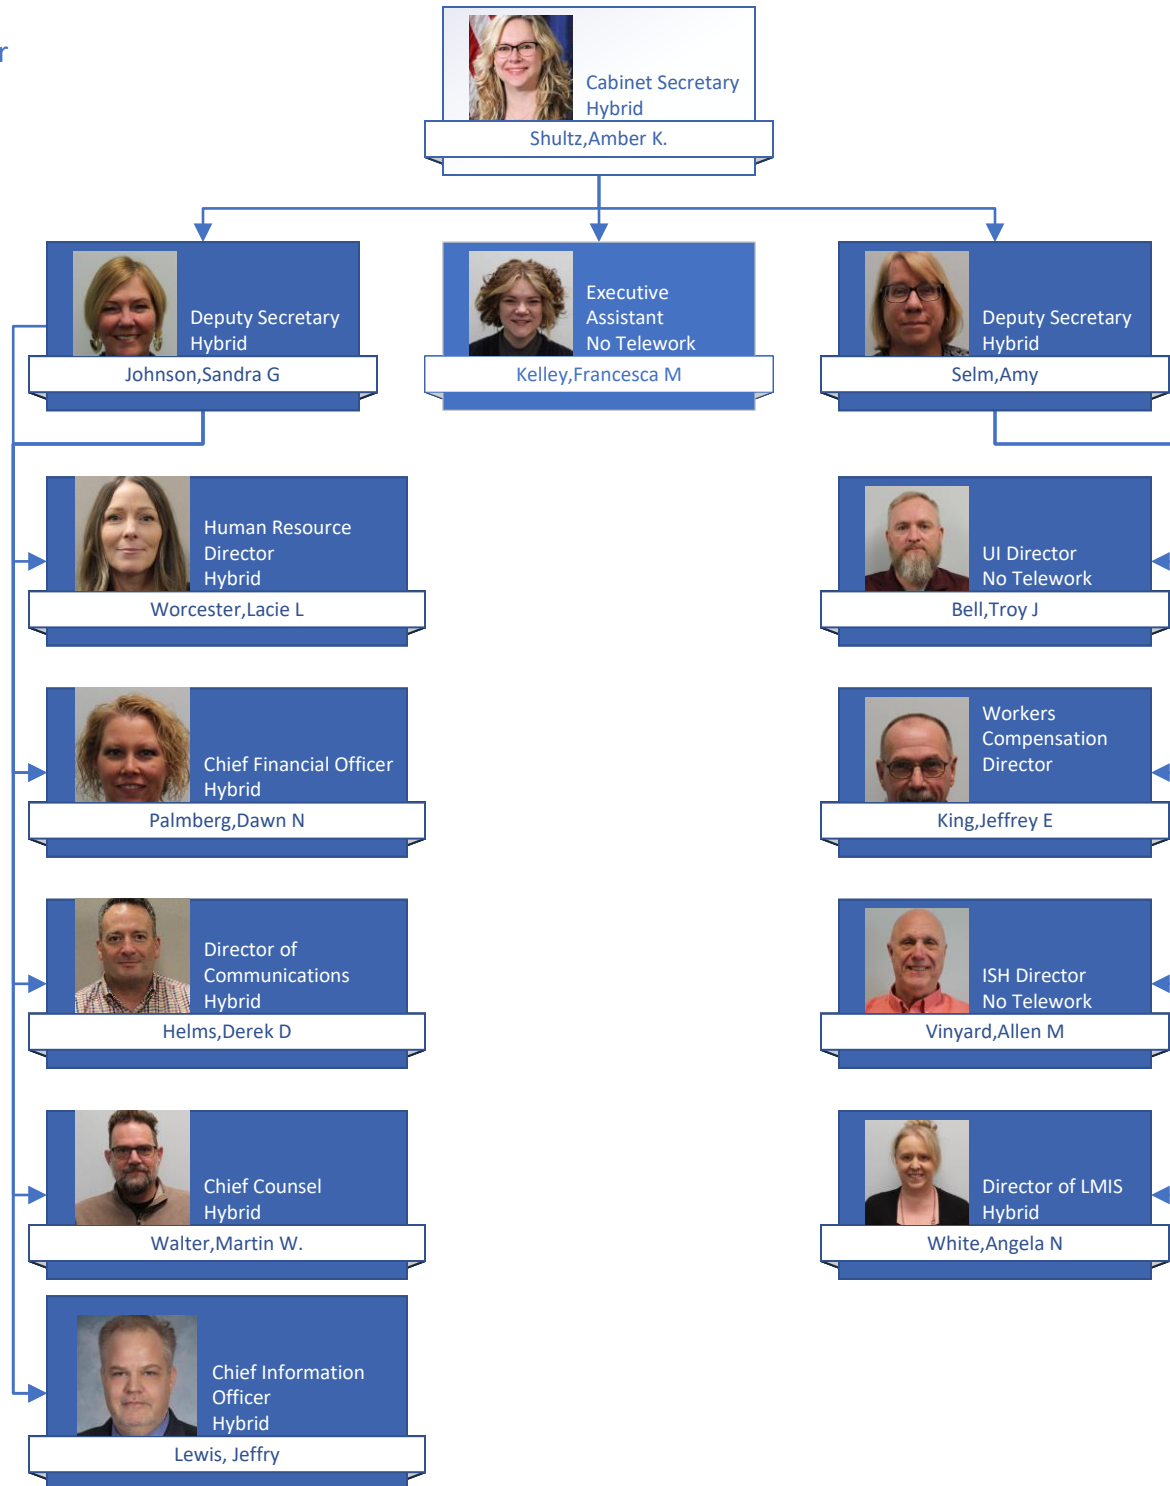 r
Cabinet Secretary
Hybrid
Shultz,Amber K.
Deputy Secretary
Hybrid
Johnson,Sandra G
Executive
Assistant
No Telework
Kelley,Francesca M
Deputy Secretary
Hybrid
Selm,Amy
Human Resource
Director
Hybrid
Worcester,Lacie L
UI Director
No Telework
Bell,Troy J
Chief Financial Officer
Hybrid
Palmberg,Dawn N
Workers
Compensation
Director
King,Jeffrey E
Director of
Communications
Hybrid
Helms,Derek D
ISH Director
No Telework
Vinyard,Allen M
Chief Counsel
Hybrid
Walter,Martin W.
Director of LMIS
Hybrid
White,Angela N
Chief Information
Officer
Hybrid
Lewis, Jeffry